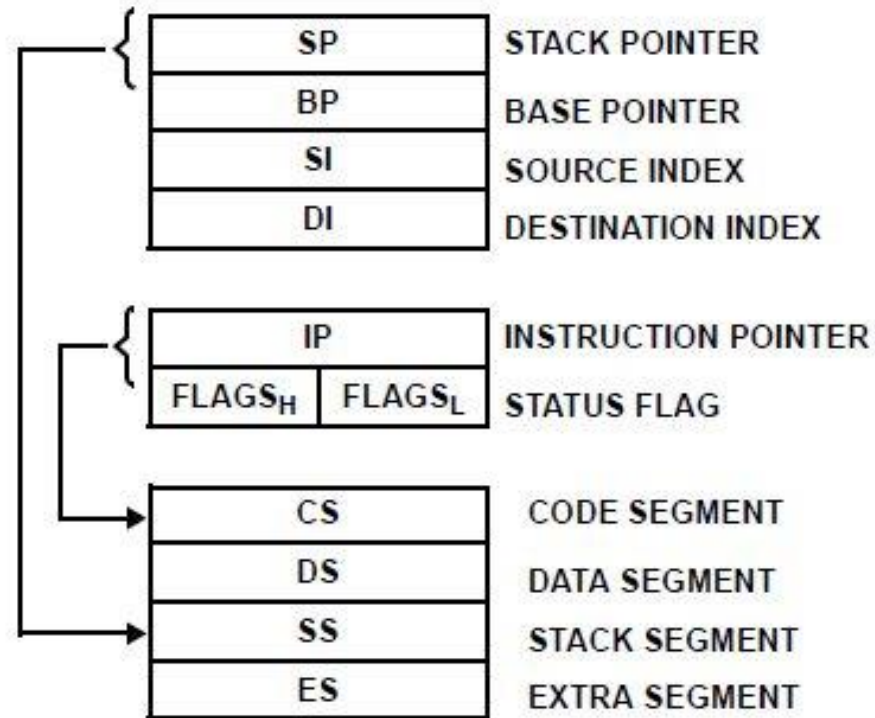 SP STACK POINTER
BP BASE POINTER
SI SOURCE INDEX
DI DESTINATION INDEX
IP INSTRUCTION POINTER
FLAGSH FLAGSL STATUS FLAG
CS CODE SEGMENT
DS DATA SEGMENT
SS STACK SEGMENT
ES EXTRA SEGMENT